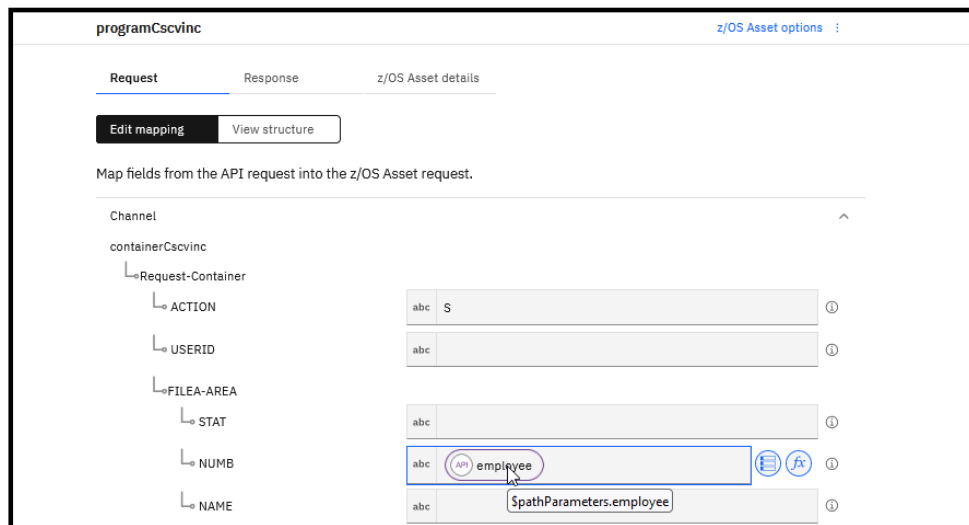 programCscvinc
z/OS Asset options
Request Response z/OS Asset details
Edit mapping View structure
Map fields from the API request into the z/OS Asset request.
Channel
containerCscvinc
Request-Container
ACTION abc S
USERID abc
FILEA-AREA
STAT abc
NUMB abc API employee fx
$pathParameters.employee
NAME abc